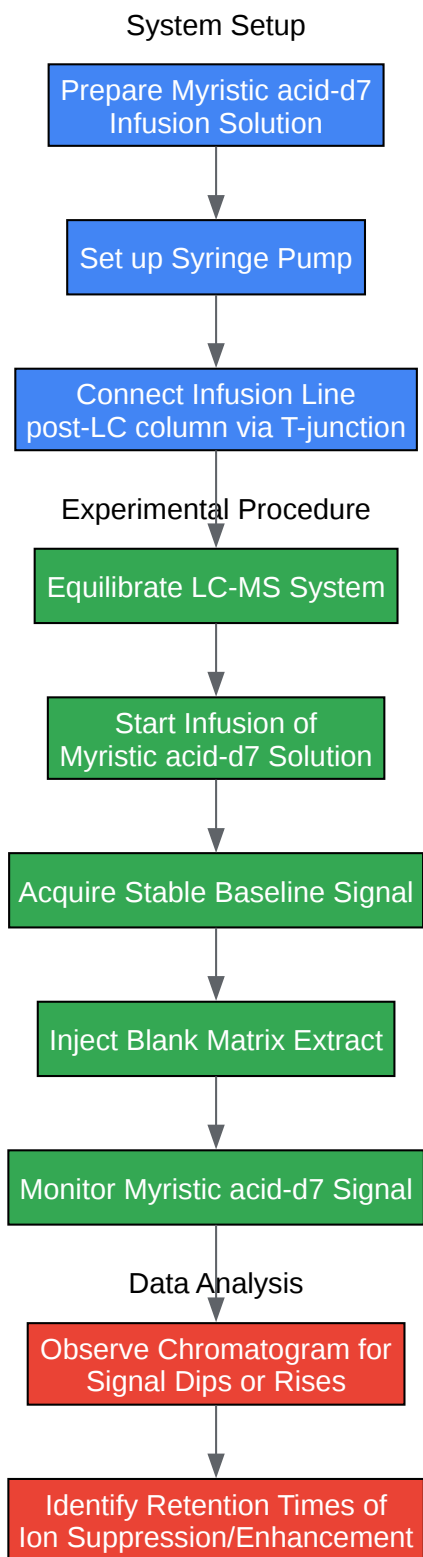 System Setup
Prepare Myristic acid-d7
Infusion Solution
Set up Syringe Pump
Connect Infusion Line
post-LC column via T-junction
Experimental Procedure
Equilibrate LC-MS System
Start Infusion of
Myristic acid-d7 Solution
Acquire Stable Baseline Signal
Inject Blank Matrix Extract
Monitor Myristic acid-d7 Signal
Data Analysis
Observe Chromatogram for
Signal Dips or Rises
Identify Retention Times of
Ion Suppression/Enhancement